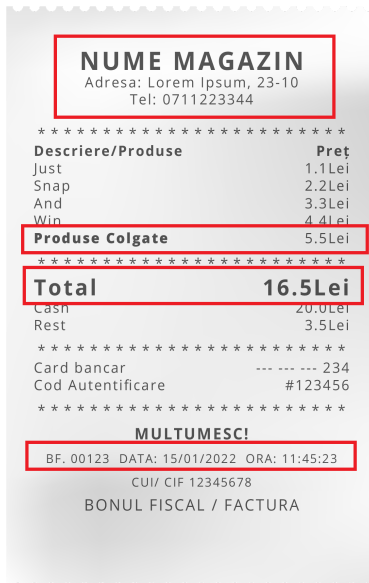 NUME MAGAZIN
Adresa: Lorem Ipsum, 23-10
Tel: 0711223344
* * * * * * * * * * * * * * * * * * * * * * * *
Descriere/Produse Preț
Just 1.1Lei
Snap 2.2Lei
And 3.3Lei
Win 4.4Lei
Produse Colgate 5.5Lei
* * * * * * * * * * * * * * * * * * * * * * * *
Total 16.5Lei
Cash 20.0Lei
Rest 3.5Lei
* * * * * * * * * * * * * * * * * * * * * * * *
Card bancar --- --- --- 234
Cod Autentificare #123456
* * * * * * * * * * * * * * * * * * * * * * * *
MULTUMESC!
BF. 00123 DATA: 15/01/2022 ORA: 11:45:23
CUI/ CIF 12345678
BONUL FISCAL / FACTURA